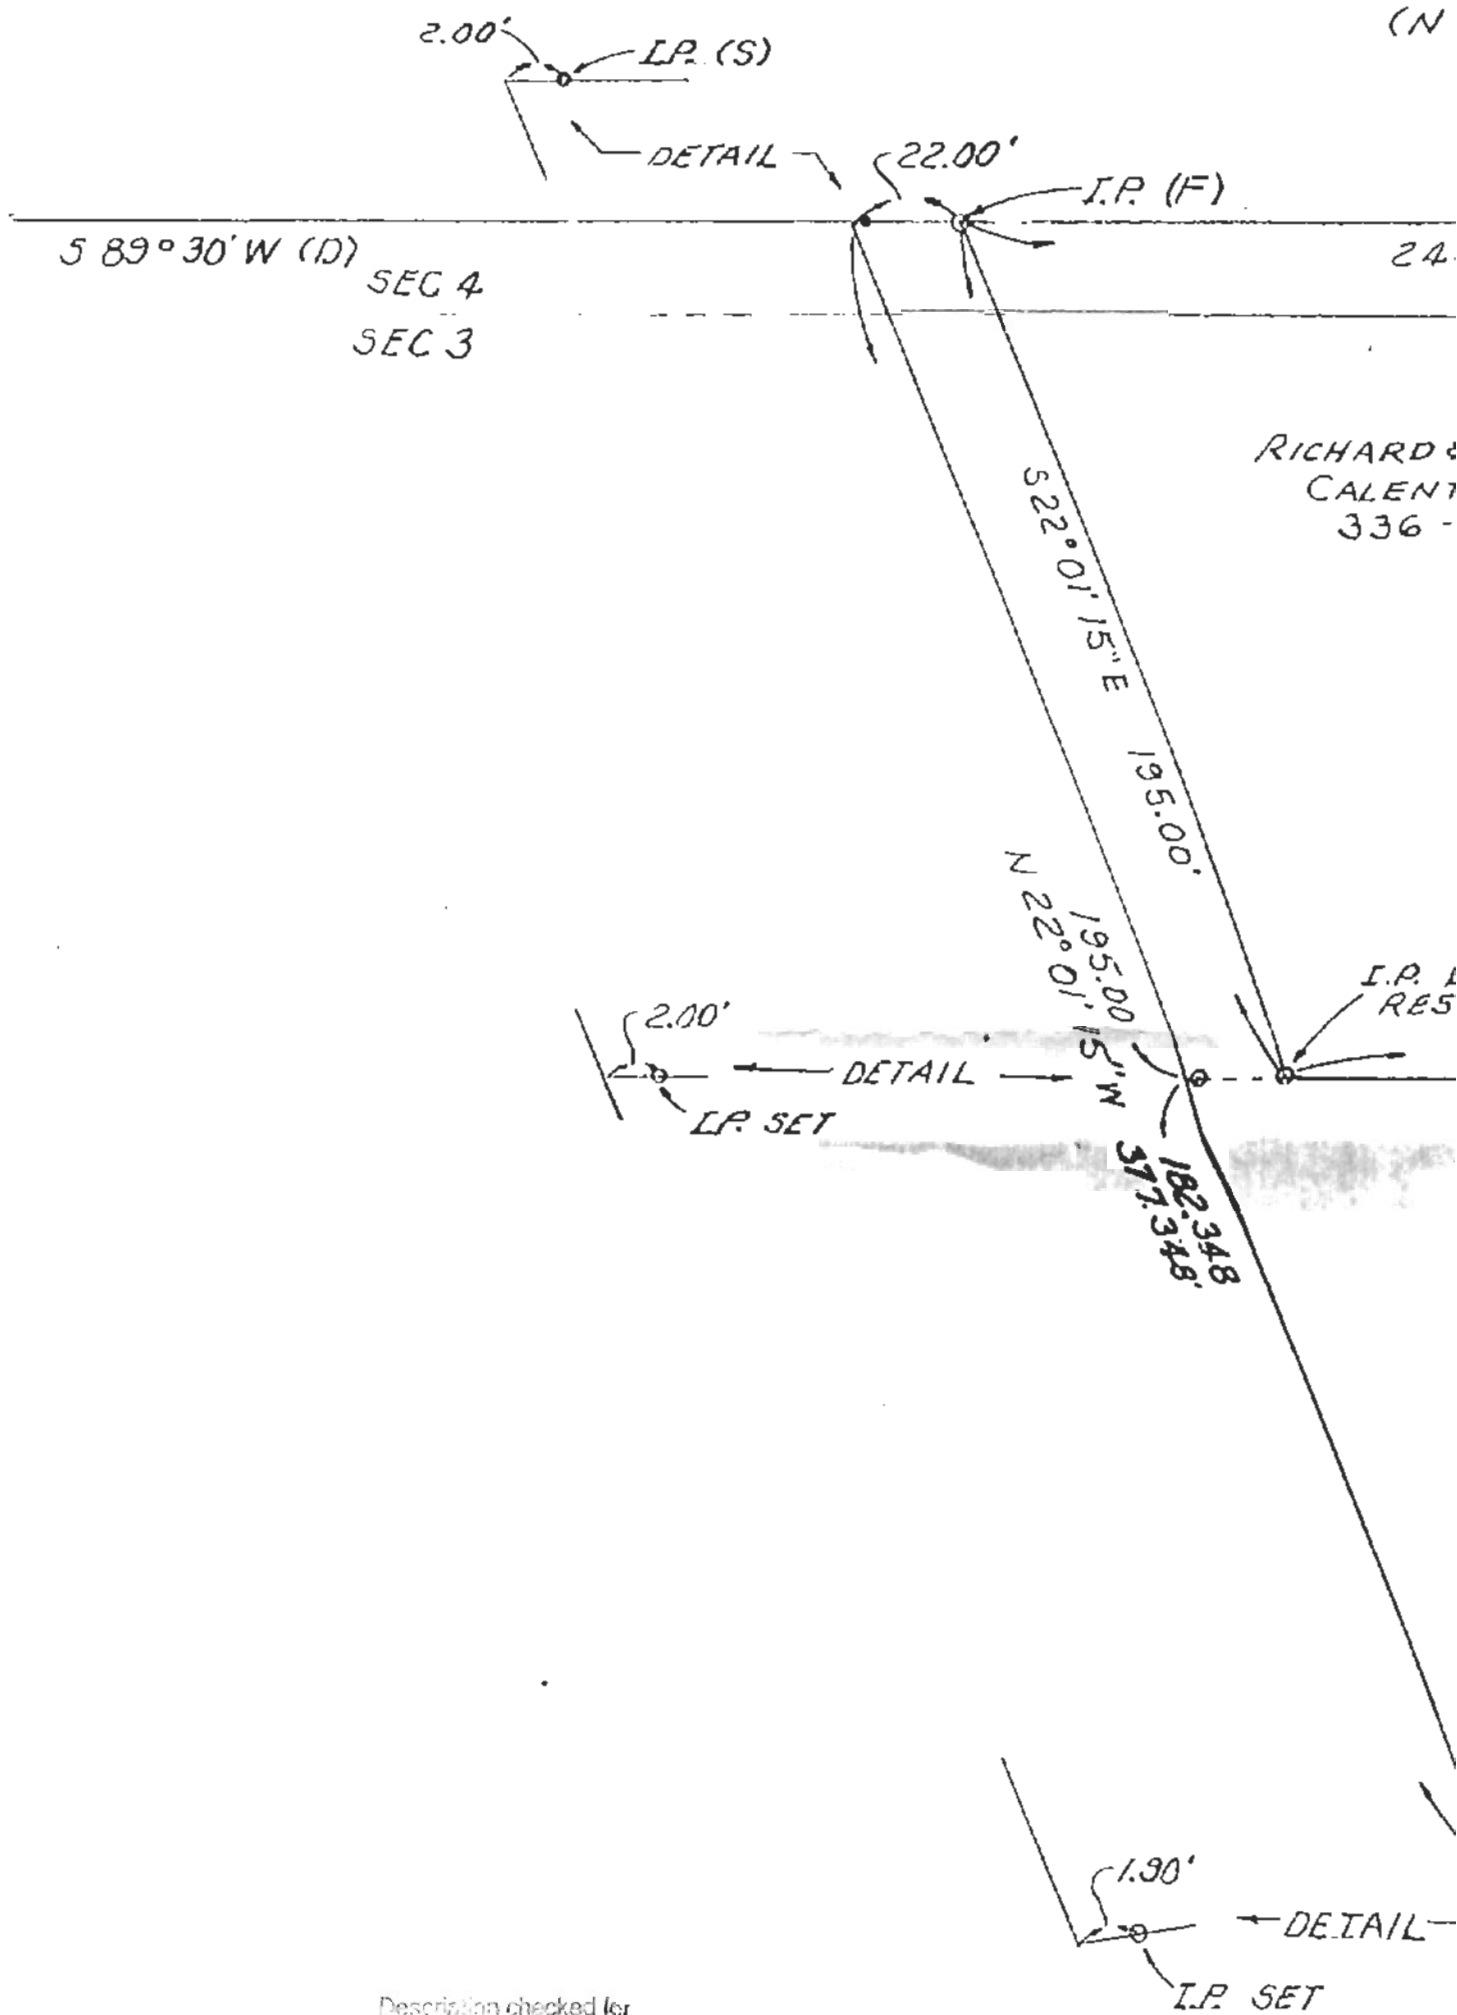 (N
2.00'
I.P. (S)
DETAIL
22.00'
I.P. (F)
S 89° 30' W (D)
24
SEC 4
SEC 3
RICHARD &
CALENT
336 -
S 22° 01' 15" E 195.00'
195.00
N 22° 01' 15" W 377.348'
182.348
I.P.
RES
2.00'
DETAIL
I.P. SET
1.90'
DETAIL
I.P. SET
Description checked for